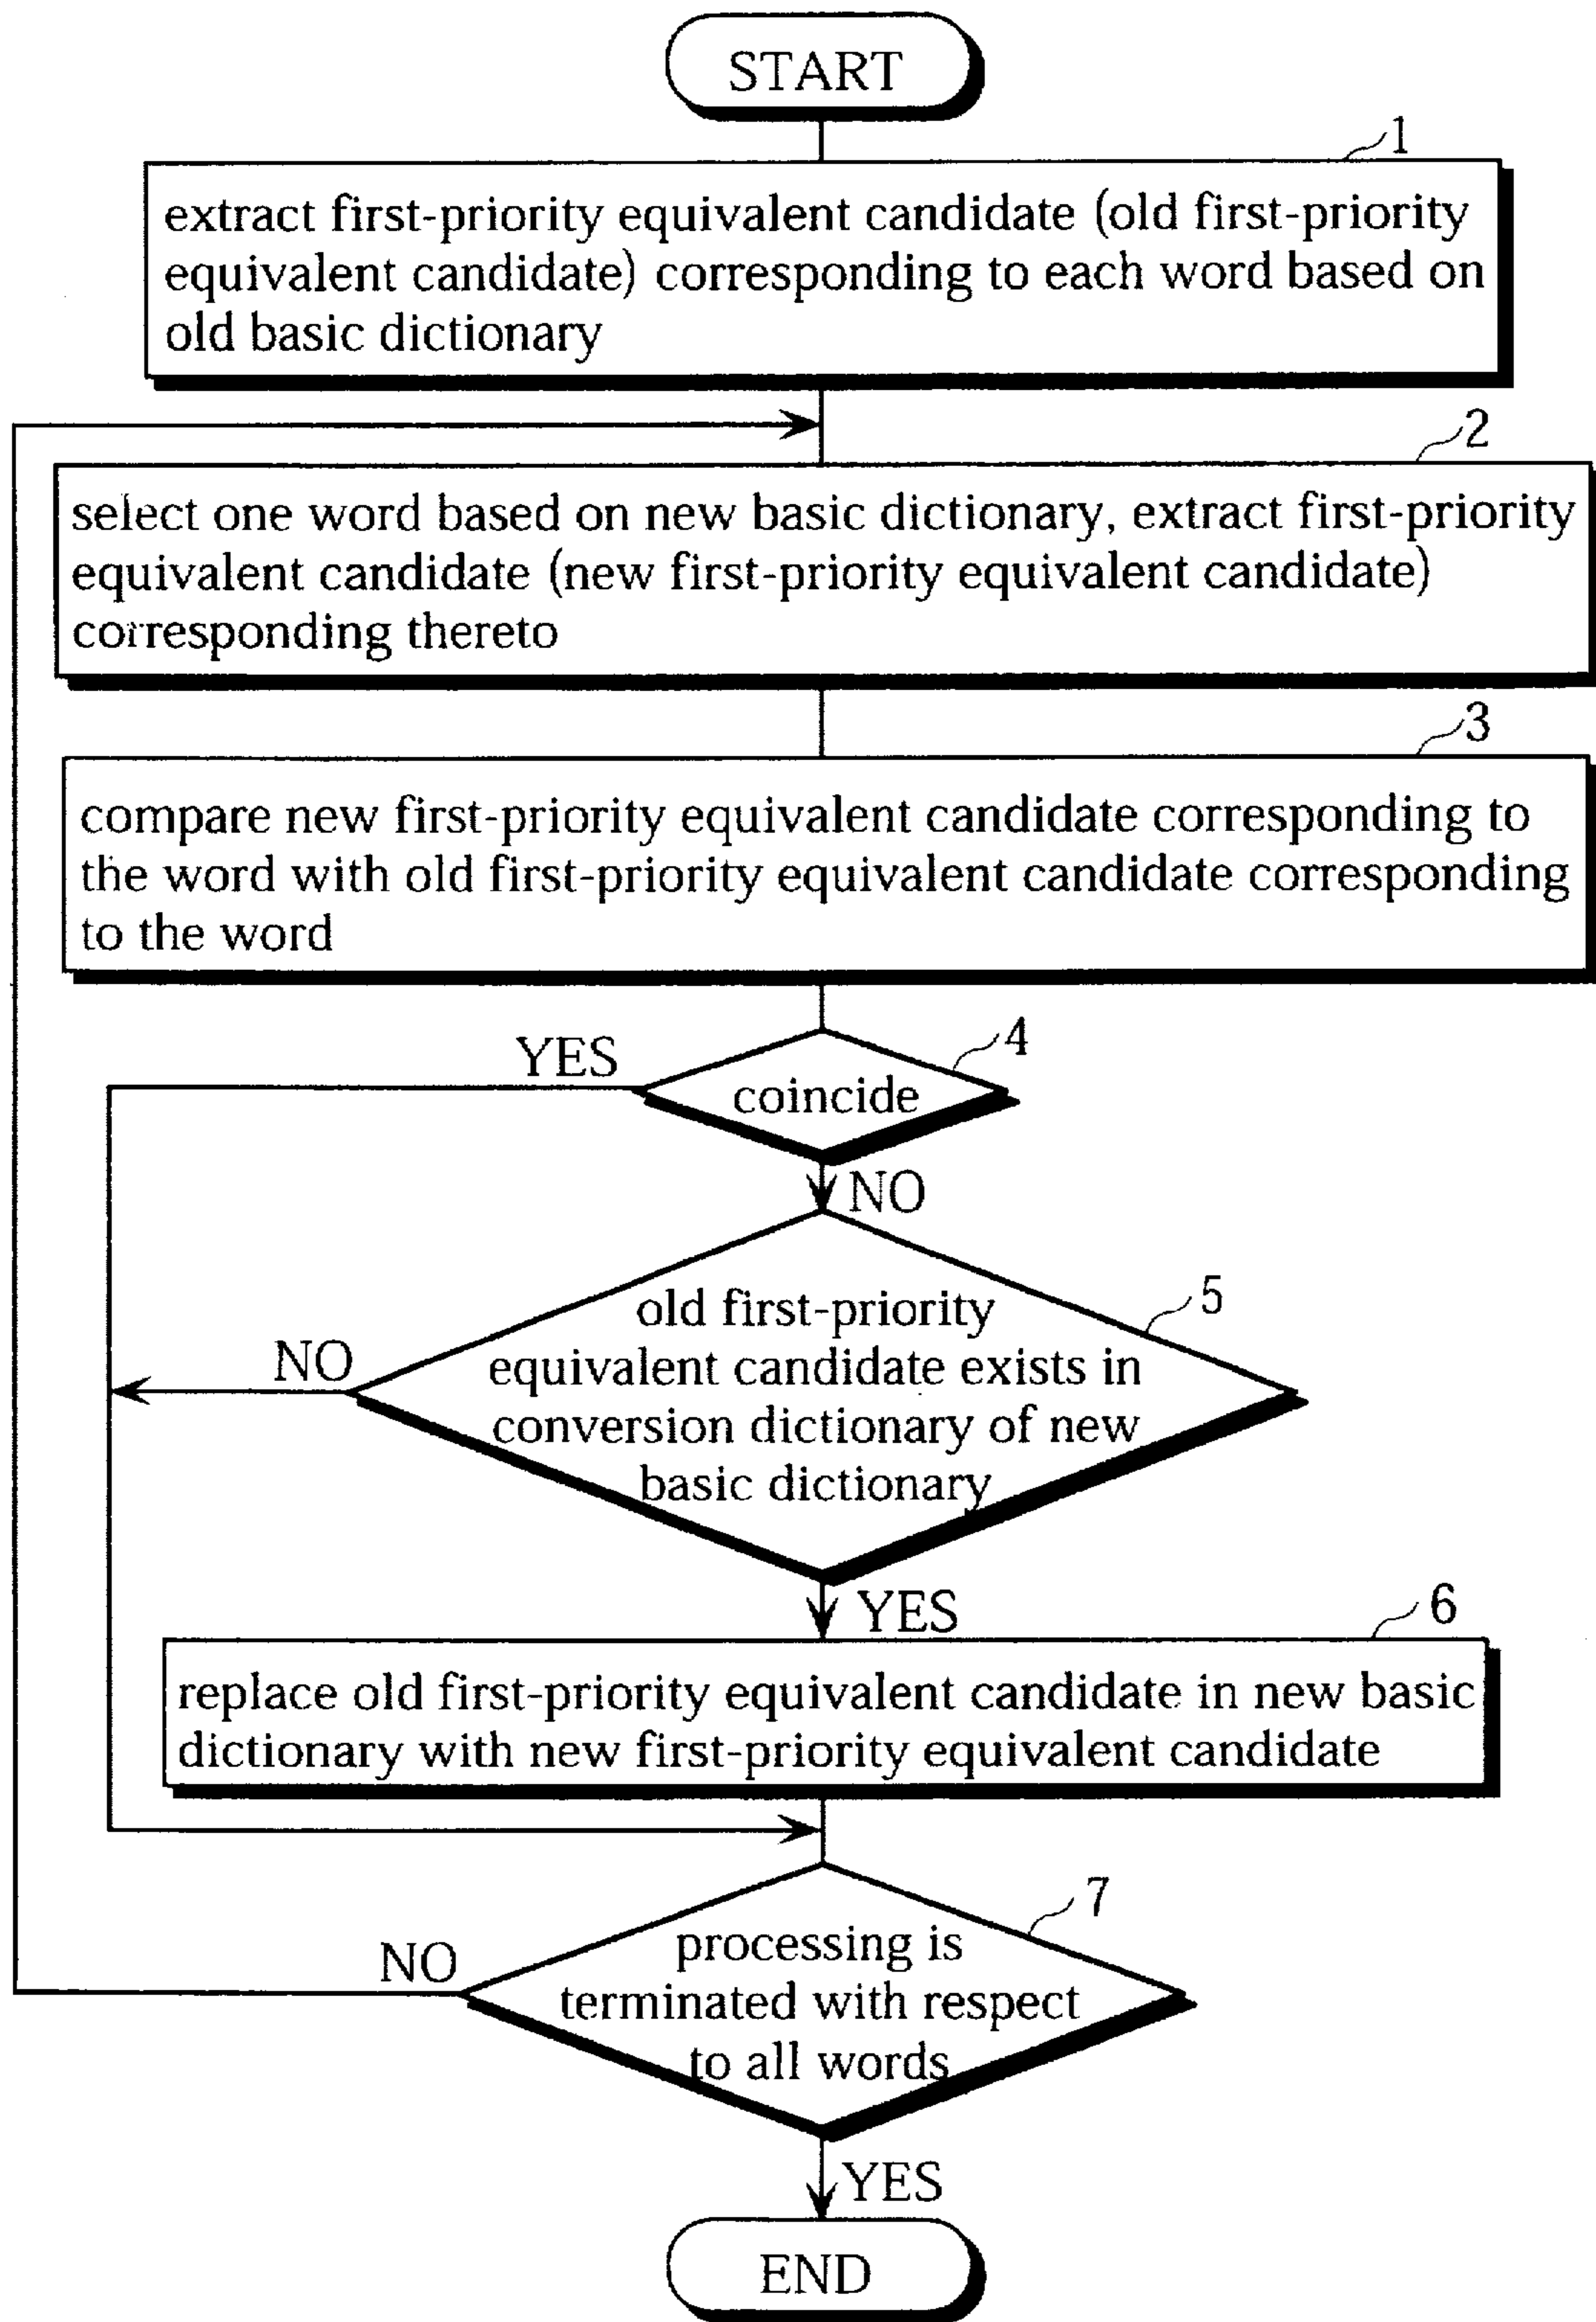 START
1
extract first-priority equivalent candidate (old first-priority
equivalent candidate) corresponding to each word based on
old basic dictionary
2
select one word based on new basic dictionary, extract first-priority
equivalent candidate (new first-priority equivalent candidate)
corresponding thereto
3
compare new first-priority equivalent candidate corresponding to
the word with old first-priority equivalent candidate corresponding
to the word
YES
4
coincide
NO
5
old first-priority
NO
equivalent candidate exists in
conversion dictionary of new
basic dictionary
YES
6
replace old first-priority equivalent candidate in new basic
dictionary with new first-priority equivalent candidate
7
NO
processing is
terminated with respect
to all words
YES
END